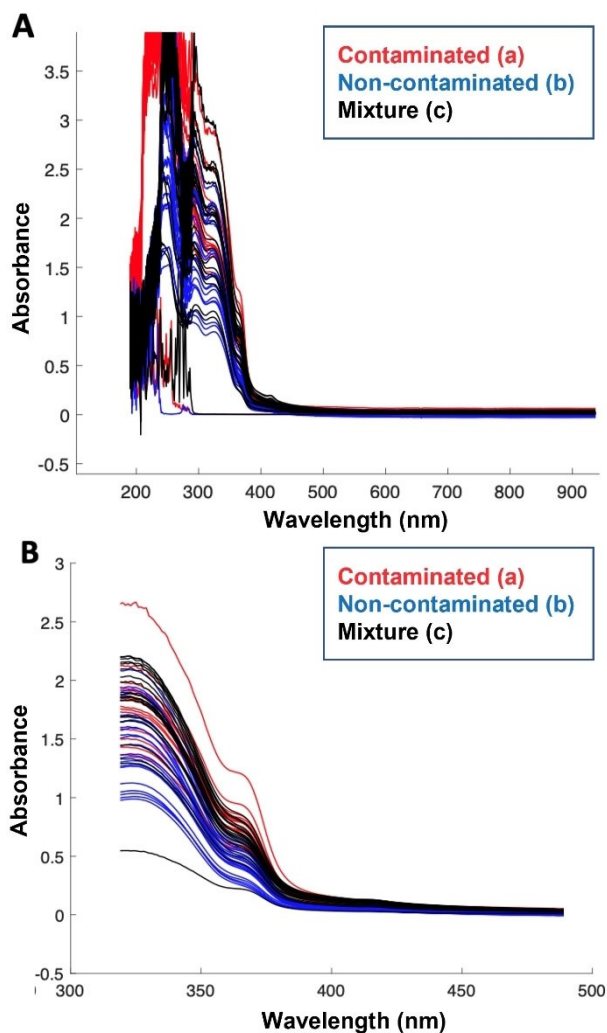 A
Contaminated (a)
Non-contaminated (b)
Mixture (c)
3.5
3
2.5
2
1.5
1
0.5
0
-0.5
Absorbance
200 300 400 500 600 700 800 900
Wavelength (nm)
B
Contaminated (a)
Non-contaminated (b)
Mixture (c)
3
2.5
2
1.5
1
0.5
0
-0.5
Absorbance
300 350 400 450 500
Wavelength (nm)